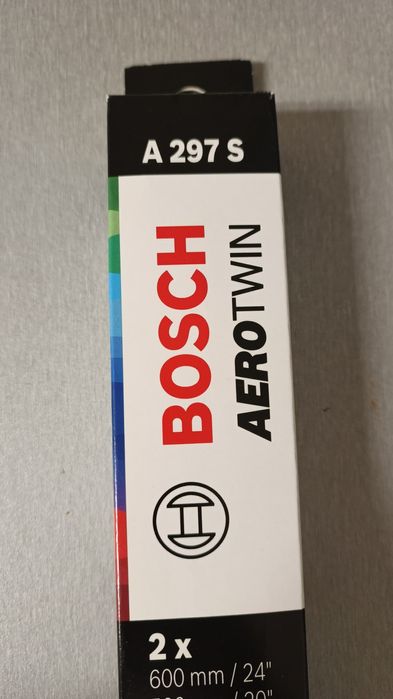 A 297 S
BOSCH
AEROTWIN
2 x
600 mm / 24"